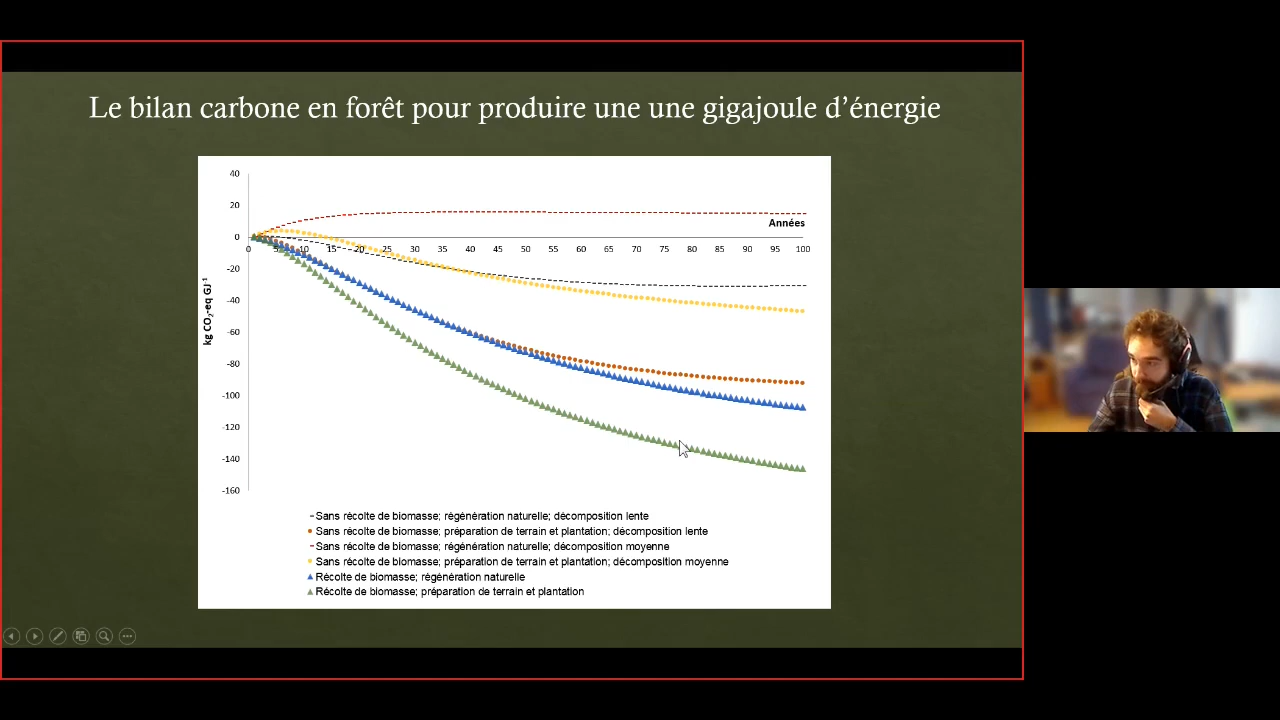 Le bilan carbone en forêt pour produire une une gigajoule d'énergie
40
20
0
-20
-40
-60
-80
-100
-120
-140
-160
kg CO₂-eq GJ⁻¹
Années
0 5 10 15 20 25 30 35 40 45 50 55 60 65 70 75 80 85 90 95 100
Sans récolte de biomasse; régénération naturelle; décomposition lente
Sans récolte de biomasse; préparation de terrain et plantation; décomposition lente
Sans récolte de biomasse; régénération naturelle; décomposition moyenne
Sans récolte de biomasse; préparation de terrain et plantation; décomposition moyenne
Récolte de biomasse; régénération naturelle
Récolte de biomasse; préparation de terrain et plantation